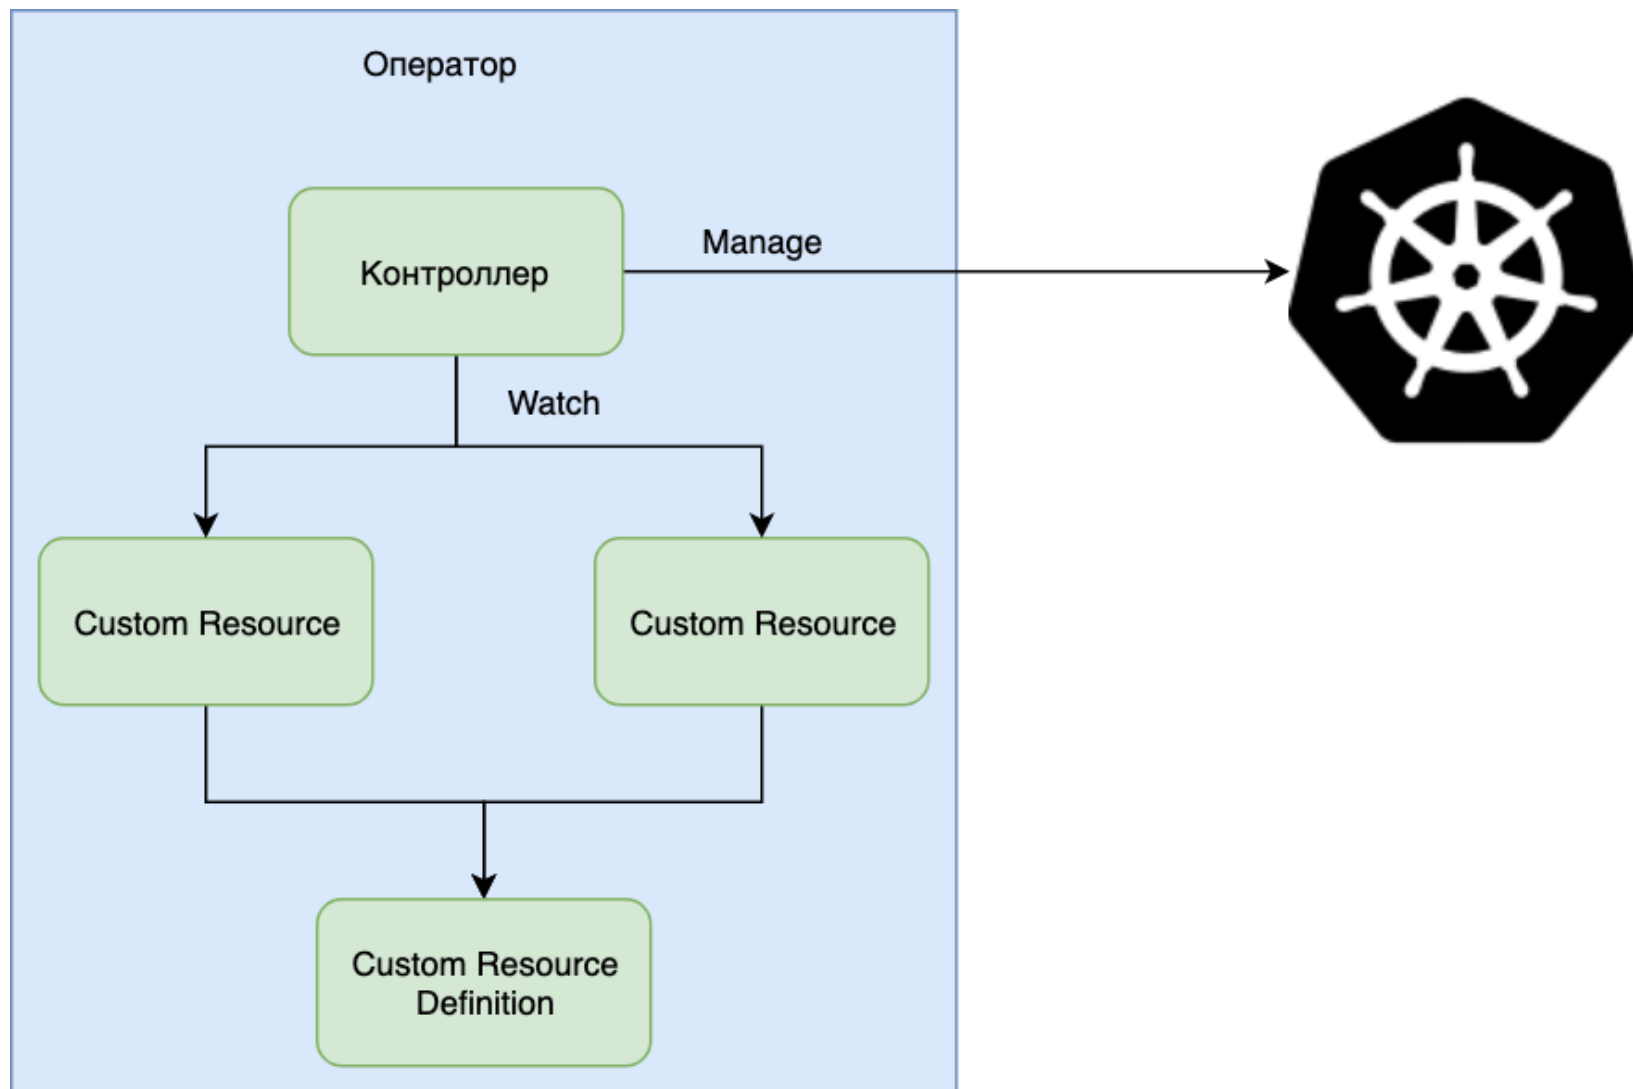 Оператор
Контроллер
Manage
Watch
Custom Resource
Custom Resource
Custom Resource
Definition